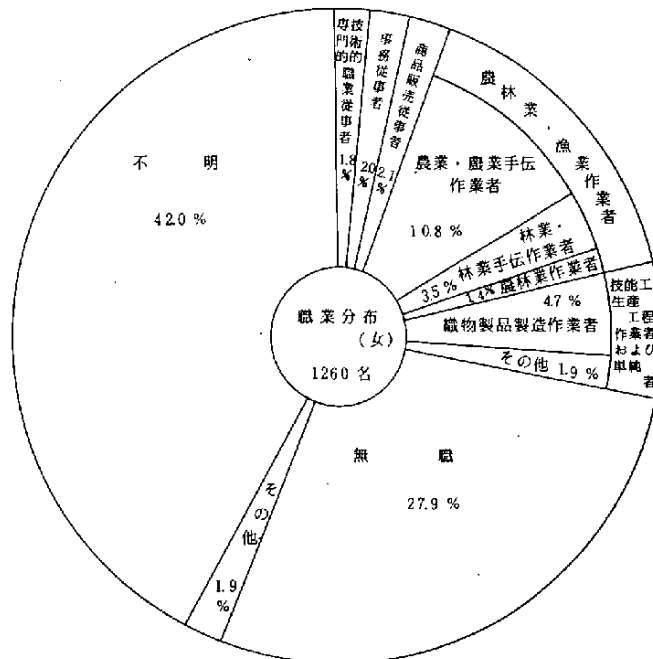 専門的
技術的
職業従事者
1.8
%
事務従事者
2.0
%
商品販売従事者
2.1
%
農林業・漁業作業者
農業・農業手伝
作業者
10.8 %
林業・
林業手伝作業者
3.5 %
農林業作業者
1.4%
4.7 %
織物製品製造作業者
その他 1.9 %
技能工
生産
工程
作業者
および
単純
者
無職
27.9 %
その他
1.9
%
不明
42.0 %
職業分布
(女)
1260 名